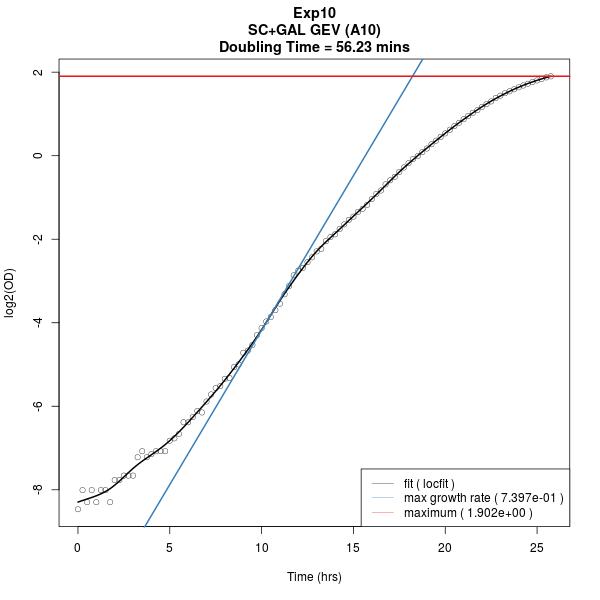 Exp10
SC+GAL GEV (A10)
Doubling Time = 56.23 mins
2
0
-2
-4
-6
-8
log2(OD)
fit ( locfit )
max growth rate ( 7.397e-01 )
maximum ( 1.902e+00 )
0 5 10 15 20 25
Time (hrs)